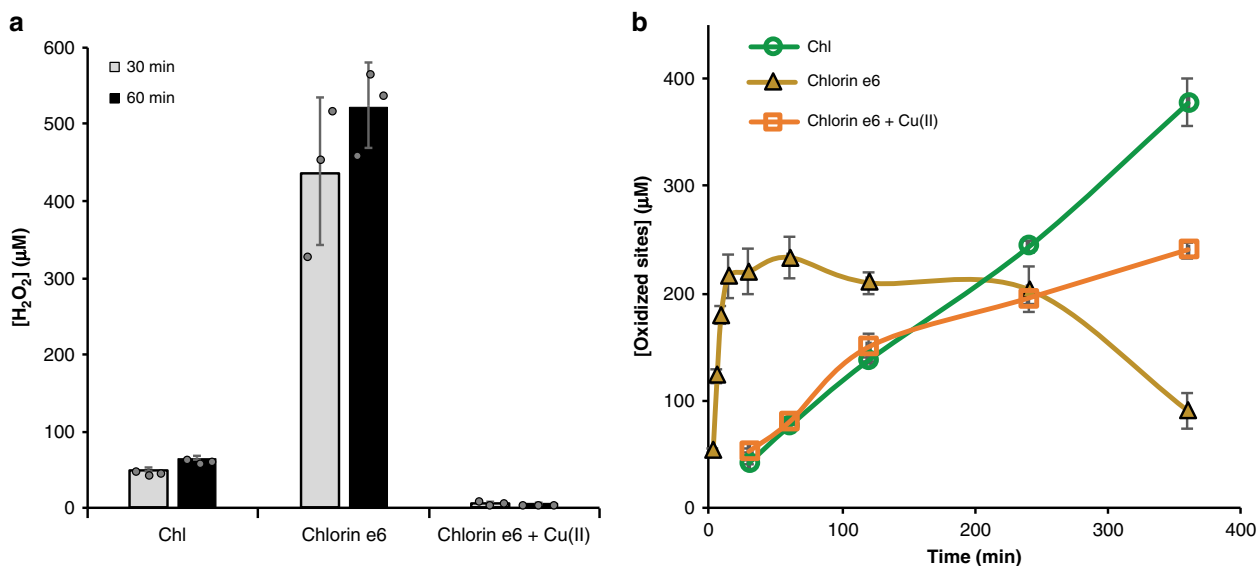 a
[H₂O₂] (µM)
600
500
400
300
200
100
0
30 min
60 min
Chl
Chlorin e6
Chlorin e6 + Cu(II)
b
[Oxidized sites] (µM)
400
300
200
100
0
Chl
Chlorin e6
Chlorin e6 + Cu(II)
0
100
200
300
400
Time (min)